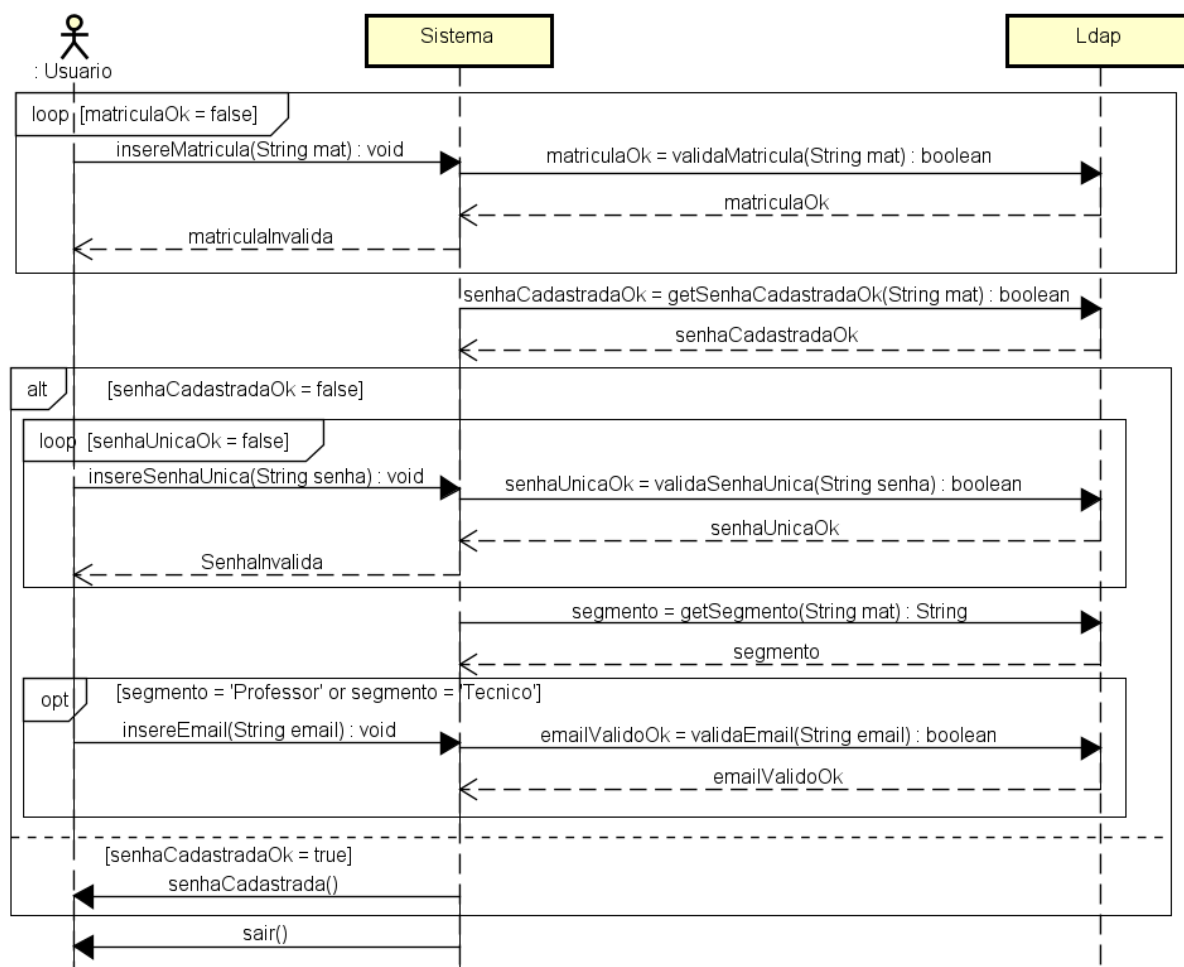 Sistema
Ldap
: Usuario
loop [matriculaOk = false]
insereMatricula(String mat) : void
matriculaOk = validaMatricula(String mat) : boolean
matriculaOk
matriculaInvalida
senhaCadastradaOk = getSenhaCadastradaOk(String mat) : boolean
senhaCadastradaOk
alt [senhaCadastradaOk = false]
loop [senhaUnicaOk = false]
insereSenhaUnica(String senha) : void
senhaUnicaOk = validaSenhaUnica(String senha) : boolean
senhaUnicaOk
SenhaInvalida
segmento = getSegmento(String mat) : String
segmento
opt [segmento = 'Professor' or segmento = 'Tecnico']
insereEmail(String email) : void
emailValidoOk = validaEmail(String email) : boolean
emailValidoOk
[senhaCadastradaOk = true]
senhaCadastrada()
sair()